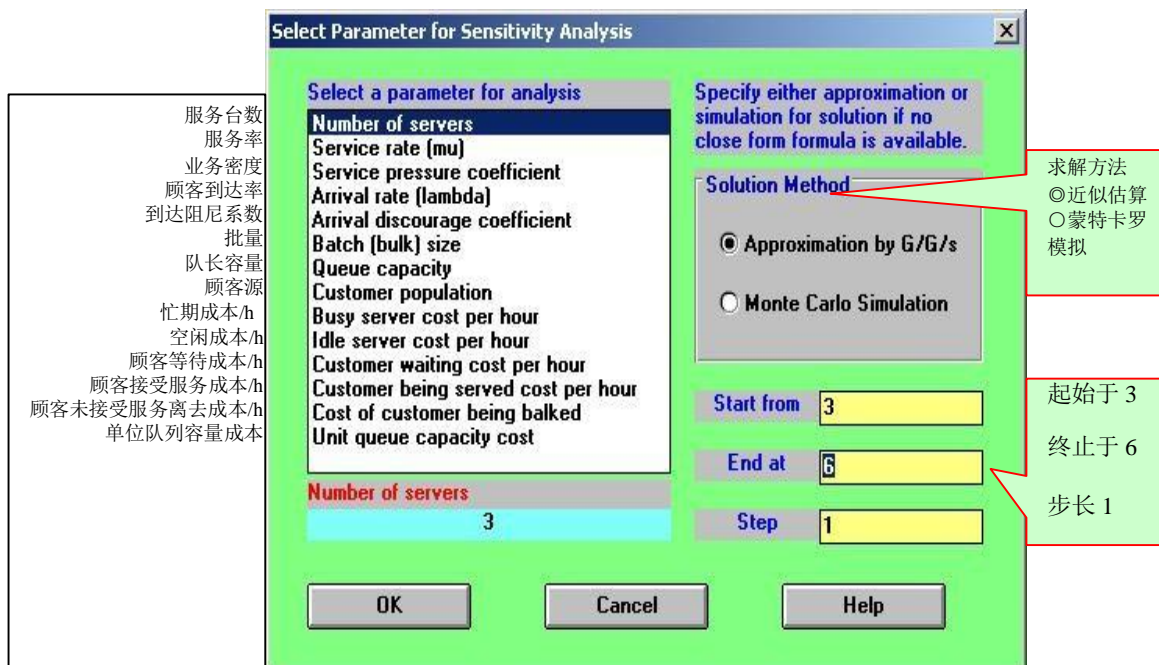 Select Parameter for Sensitivity Analysis
服务台数
服务率
业务密度
顾客到达率
到达阻尼系数
批量
队长容量
顾客源
忙期成本/h
空闲成本/h
顾客等待成本/h
顾客接受服务成本/h
顾客未接受服务离去成本/h
单位队列容量成本
Select a parameter for analysis
Number of servers
Service rate (mu)
Service pressure coefficient
Arrival rate (lambda)
Arrival discourage coefficient
Batch (bulk) size
Queue capacity
Customer population
Busy server cost per hour
Idle server cost per hour
Customer waiting cost per hour
Customer being served cost per hour
Cost of customer being balked
Unit queue capacity cost
Number of servers
3
Specify either approximation or
simulation for solution if no
close form formula is available.
Solution Method
Approximation by G/G/s
Monte Carlo Simulation
Start from 3
End at 6
Step 1
OK Cancel Help
求解方法
◎近似估算
○蒙特卡罗
模拟
起始于 3
终止于 6
步长 1